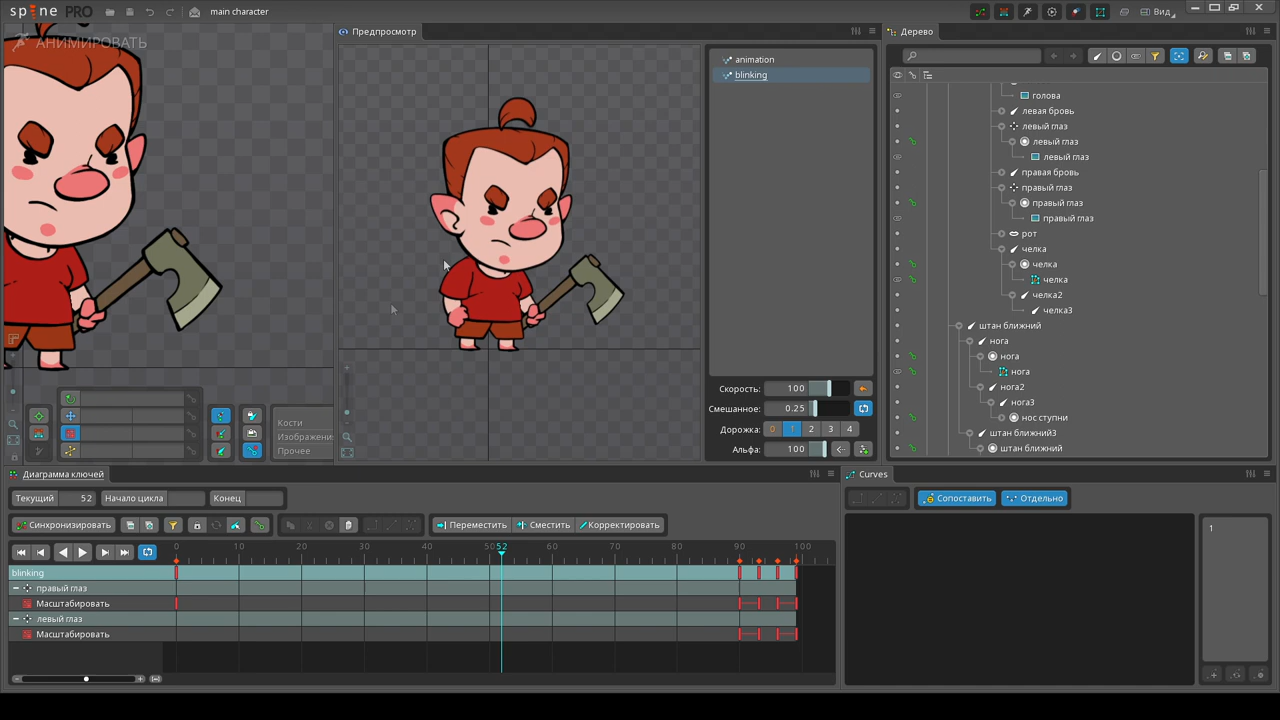 spine PRO
main character
Вид
АНИМИРОВАТЬ
Предпросмотр
animation
blinking
Скорость: 100
Смешанное: 0.25
Дорожка: 0 1 2 3 4
Альфа: 100
Дерево
голова
левая бровь
левый глаз
левый глаз
левый глаз
правая бровь
правый глаз
правый глаз
правый глаз
рот
челка
челка
челка
челка2
челка3
штан ближний
нога
нога
нога
нога2
нога3
нос ступни
штан ближний3
штан ближний
Кости
Изображени
Прочее
Диаграмма ключей
Текущий 52 Начало цикла Конец
Синхронизировать Переместить Сместить Корректировать
0 10 20 30 40 50 52 60 70 80 90 100
blinking
правый глаз
Масштабировать
левый глаз
Масштабировать
Curves
Сопоставить Отдельно
1